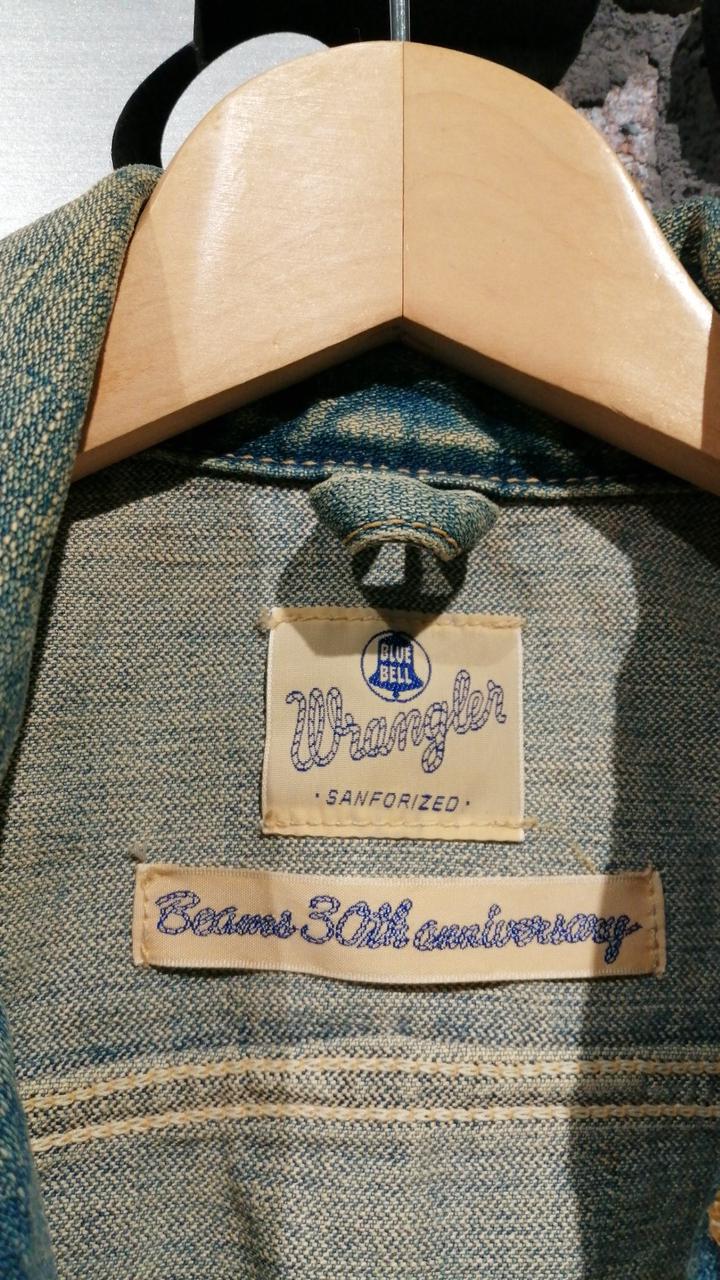 BLUE
BELL
Wrangler
· SANFORIZED ·
Beams 30th anniversary